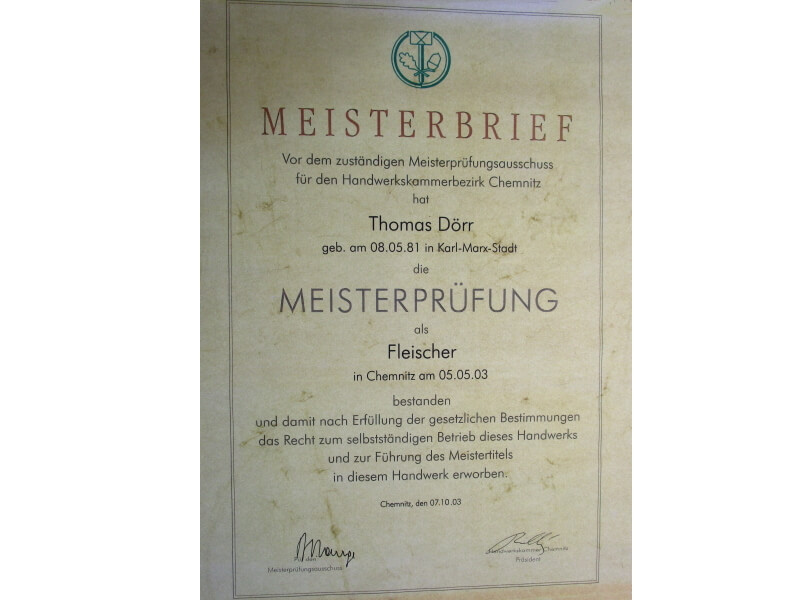 MEISTERBRIEF
Vor dem zuständigen Meisterprüfungsausschuss
für den Handwerkskammerbezirk Chemnitz
hat
Thomas Dörr
geb. am 08.05.81 in Karl-Marx-Stadt
die
MEISTERPRÜFUNG
als
Fleischer
in Chemnitz am 05.05.03
bestanden
und damit nach Erfüllung der gesetzlichen Bestimmungen
das Recht zum selbstständigen Betrieb dieses Handwerks
und zur Führung des Meistertitels
in diesem Handwerk erworben.
Chemnitz, den 07.10.03
Meisterprüfungsausschuss
Handwerkskammer Chemnitz
Präsident